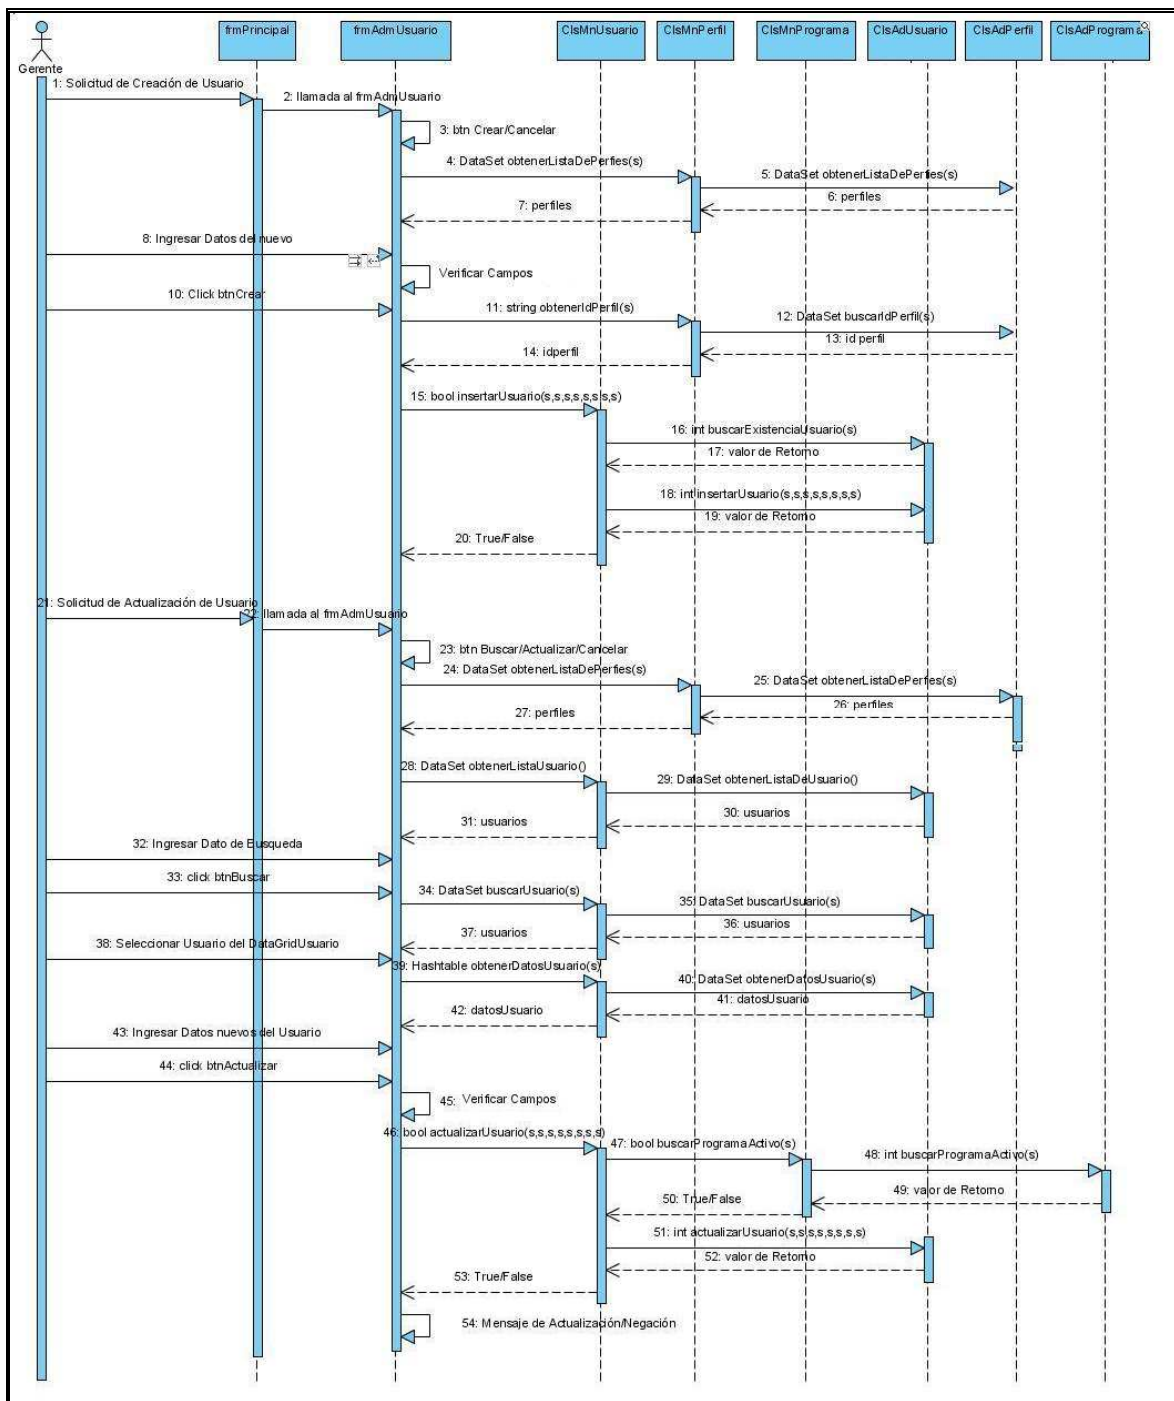 frmPrincipal
frmAdmUsuario
ClsMnUsuario
ClsMnPerfil
ClsMnPrograma
ClsAdUsuario
ClsAdPerfil
ClsAdPrograma
Gerente
1: Solicitud de Creación de Usuario
2: llamada al frmAdmUsuario
3: btn Crear/Cancelar
4: DataSet obtenerListaDePerfies(s)
5: DataSet obtenerListaDePerfies(s)
6: perfiles
7: perfiles
8: Ingresar Datos del nuevo
Verificar Campos
10: Click btnCrear
11: string obtenerIdPerfil(s)
12: DataSet buscarIdPerfil(s)
13: id perfil
14: idperfil
15: bool insertarUsuario(s,s,s,s,s,s,s,s)
16: int buscarExistenciaUsuario(s)
17: valor de Retorno
18: int insertarUsuario(s,s,s,s,s,s,s,s)
19: valor de Retorno
20: True/False
21: Solicitud de Actualización de Usuario
22: llamada al frmAdmUsuario
23: btn Buscar/Actualizar/Cancelar
24: DataSet obtenerListaDePerfies(s)
25: DataSet obtenerListaDePerfies(s)
26: perfiles
27: perfiles
28: DataSet obtenerListaUsuario()
29: DataSet obtenerListaDeUsuario()
30: usuarios
31: usuarios
32: Ingresar Dato de Busqueda
33: click btnBuscar
34: DataSet buscarUsuario(s)
35: DataSet buscarUsuario(s)
36: usuarios
37: usuarios
38: Seleccionar Usuario del DataGridUsuario
39: Hashtable obtenerDatosUsuario(s)
40: DataSet obtenerDatosUsuario(s)
41: datosUsuario
42: datosUsuario
43: Ingresar Datos nuevos del Usuario
44: click btnActualizar
45: Verificar Campos
46: bool actualizarUsuario(s,s,s,s,s,s,s,s)
47: bool buscarProgramaActivo(s)
48: int buscarProgramaActivo(s)
49: valor de Retorno
50: True/False
51: int actualizarUsuario(s,s,s,s,s,s,s,s)
52: valor de Retorno
53: True/False
54: Mensaje de Actualización/Negación